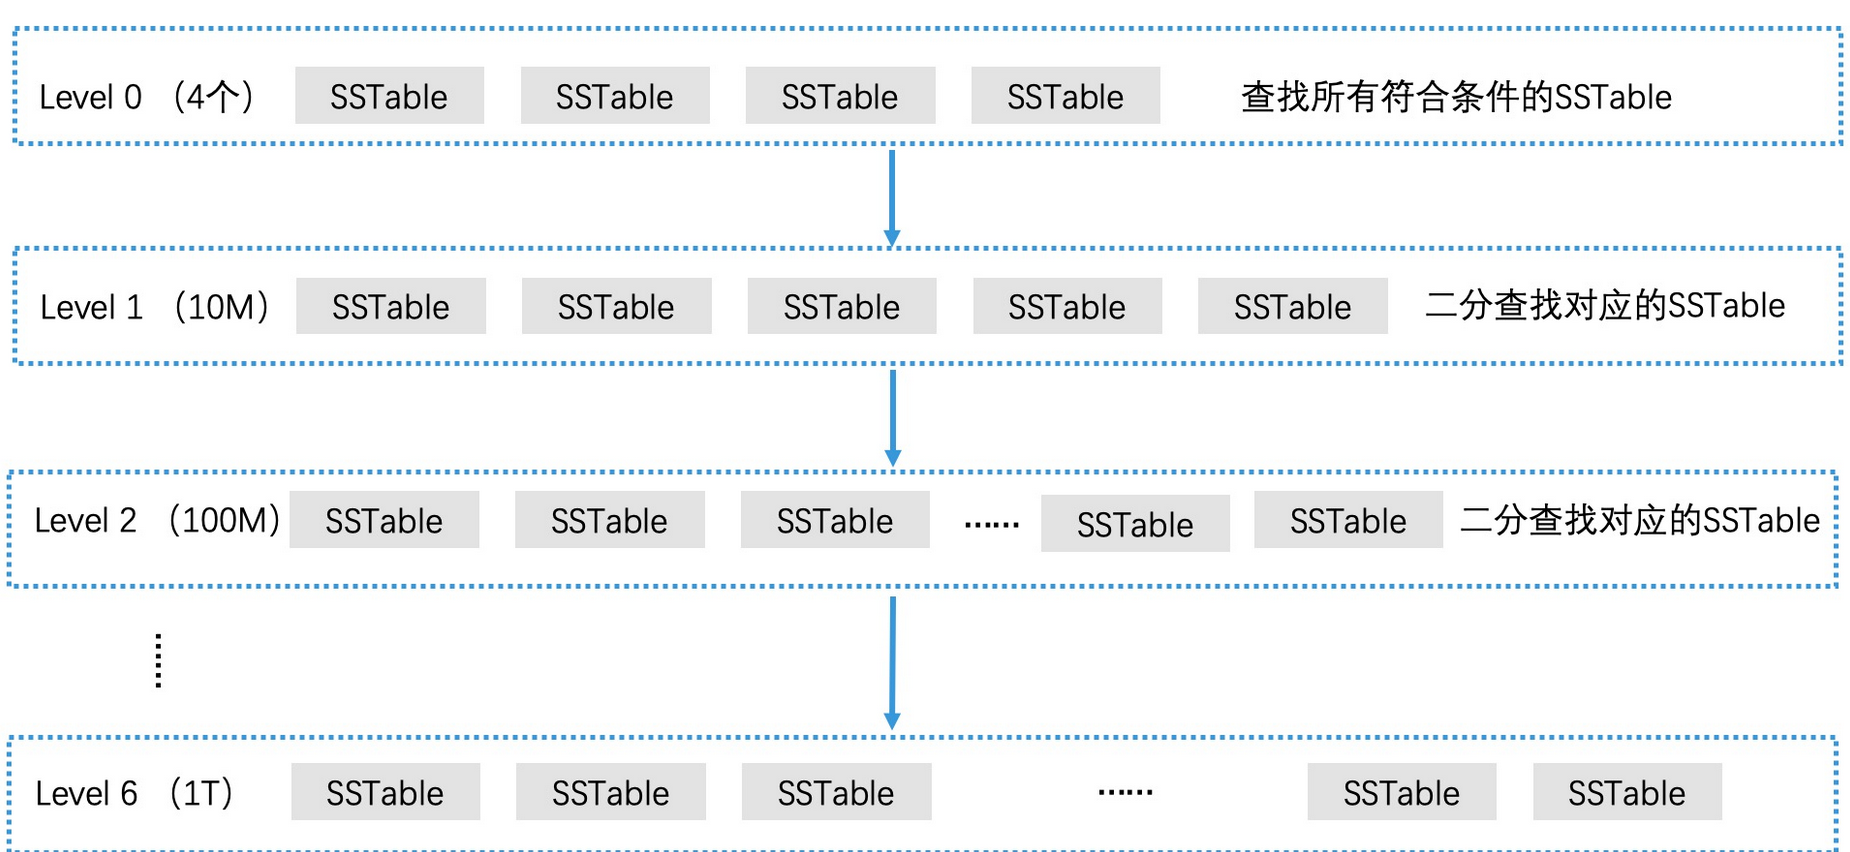 Level 0 (4个) SSTable SSTable SSTable SSTable 查找所有符合条件的SSTable
Level 1 (10M) SSTable SSTable SSTable SSTable SSTable 二分查找对应的SSTable
Level 2 (100M) SSTable SSTable SSTable ...... SSTable SSTable 二分查找对应的SSTable
......
Level 6 (1T) SSTable SSTable SSTable ...... SSTable SSTable